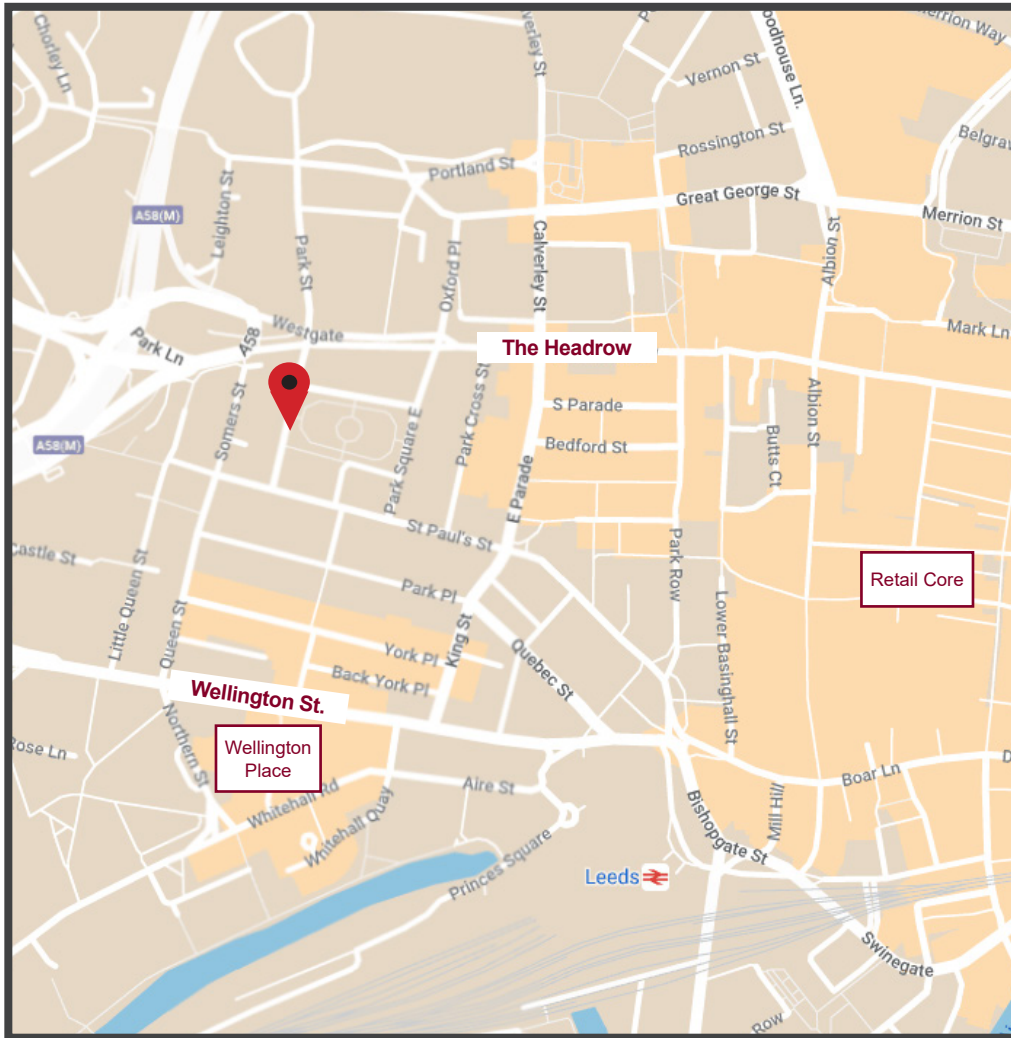 Chorley Ln
Woodhouse Ln.
Merrion Way
Vernon St
Rossington St
Portland St
Great George St
Merrion St
A58(M)
Leighton St
Park St
Oxford Pl
Calverley St
Albion St
Mark Ln
Westgate
A58
Park Ln
The Headrow
S Parade
Bedford St
Albion St
Butts Ct
Somers St
Park Square E
Park Cross St
E Parade
A58(M)
St Paul's St
Park Row
Castle St
Little Queen St
Queen St
Park Pl
King St
Quebec St
Lower Basinghall St
Retail Core
York Pl
Back York Pl
Wellington St.
Northern St
Wellington
Place
Rose Ln
Whitehall Rd
Whitehall Quay
Aire St
Princes Square
Boar Ln
Mill Hill
Bishopgate St
Leeds
Swinegate
Row